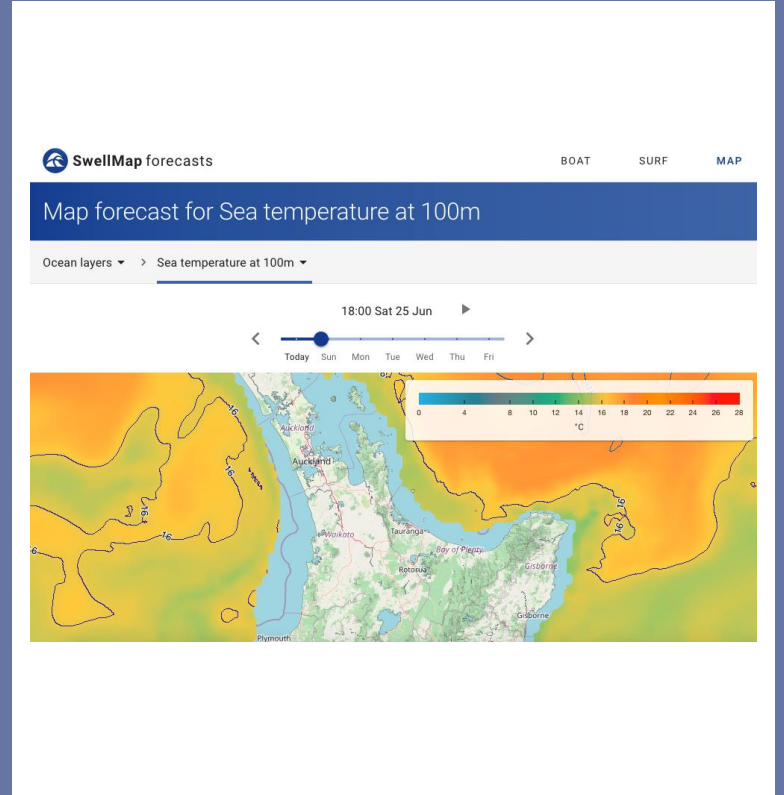 SwellMap forecasts
BOAT SURF MAP
Map forecast for Sea temperature at 100m
Ocean layers > Sea temperature at 100m
18:00 Sat 25 Jun
Today Sun Mon Tue Wed Thu Fri
0 4 8 10 12 14 16 18 20 22 24 26 28
°C
16
Auckland
Auckland
16
16
16
16
16
16
16
Waikato
Tauranga
Bay of Plenty
Rotorua
Gisborne
Gisborne
Plymouth